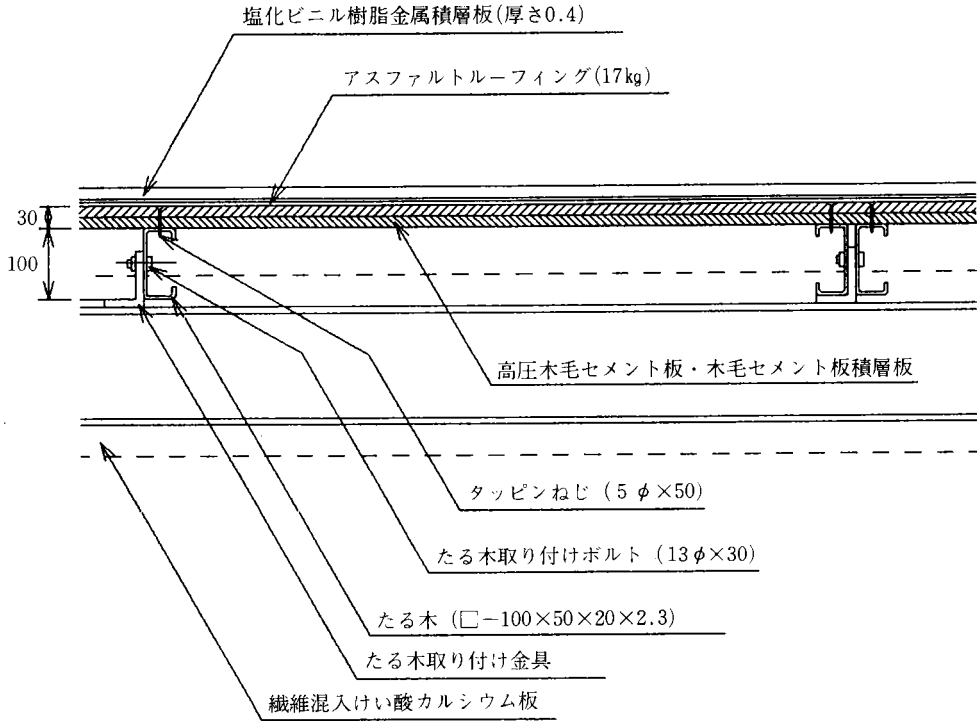 塩化ビニル樹脂金属積層板(厚さ0.4)
アスファルトルーフィング(17kg)
30
100
高圧木毛セメント板・木毛セメント板積層板
タッピンねじ (5φ×50)
たる木取り付けボルト (13φ×30)
たる木 (□-100×50×20×2.3)
たる木取り付け金具
繊維混入けい酸カルシウム板